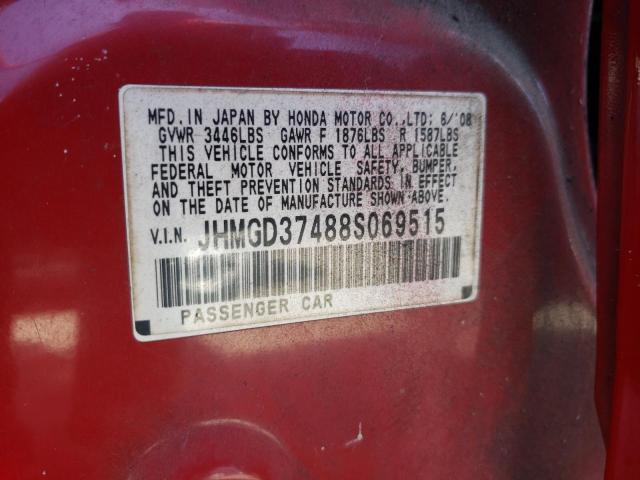 MFD. IN JAPAN BY HONDA MOTOR CO., LTD: 6/'08
GVWR 3446LBS GAWR F 1876LBS R 1587LBS
THIS VEHICLE CONFORMS TO ALL APPLICABLE
FEDERAL MOTOR VEHICLE SAFETY, BUMPER,
AND THEFT PREVENTION STANDARDS IN EFFECT
ON THE DATE OF MANUFACTURE SHOWN ABOVE.
V.I.N. JHMGD37488S069515
PASSENGER CAR